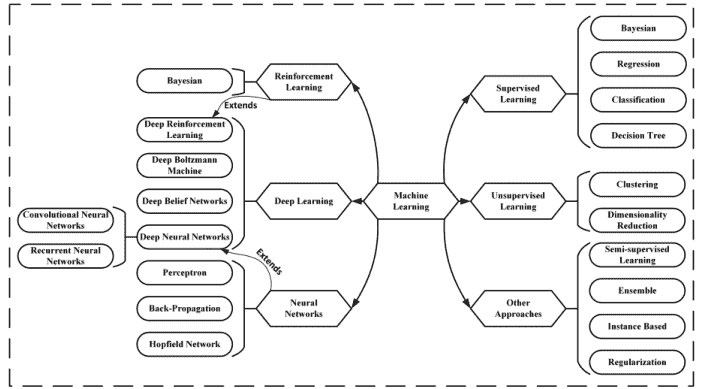 Bayesian
Reinforcement
Learning
Extends
Deep Reinforcement
Learning
Deep Boltzmann
Machine
Deep Belief Networks
Deep Learning
Convolutional Neural
Networks
Recurrent Neural
Networks
Deep Neural Networks
Extends
Perceptron
Back-Propagation
Hopfield Network
Neural
Networks
Machine
Learning
Supervised
Learning
Bayesian
Regression
Classification
Decision Tree
Unsupervised
Learning
Clustering
Dimensionality
Reduction
Other
Approaches
Semi-supervised
Learning
Ensemble
Instance Based
Regularization